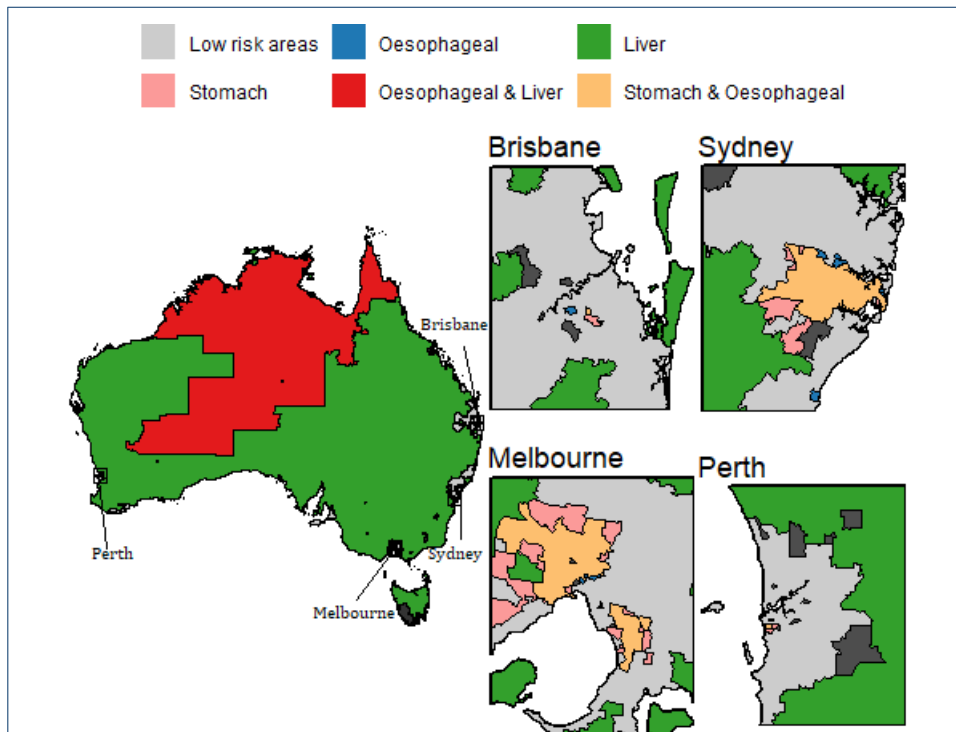 Low risk areas Oesophageal Liver
Stomach Oesophageal & Liver Stomach & Oesophageal
Brisbane Sydney
Brisbane
Melbourne Perth
Perth Sydney
Melbourne